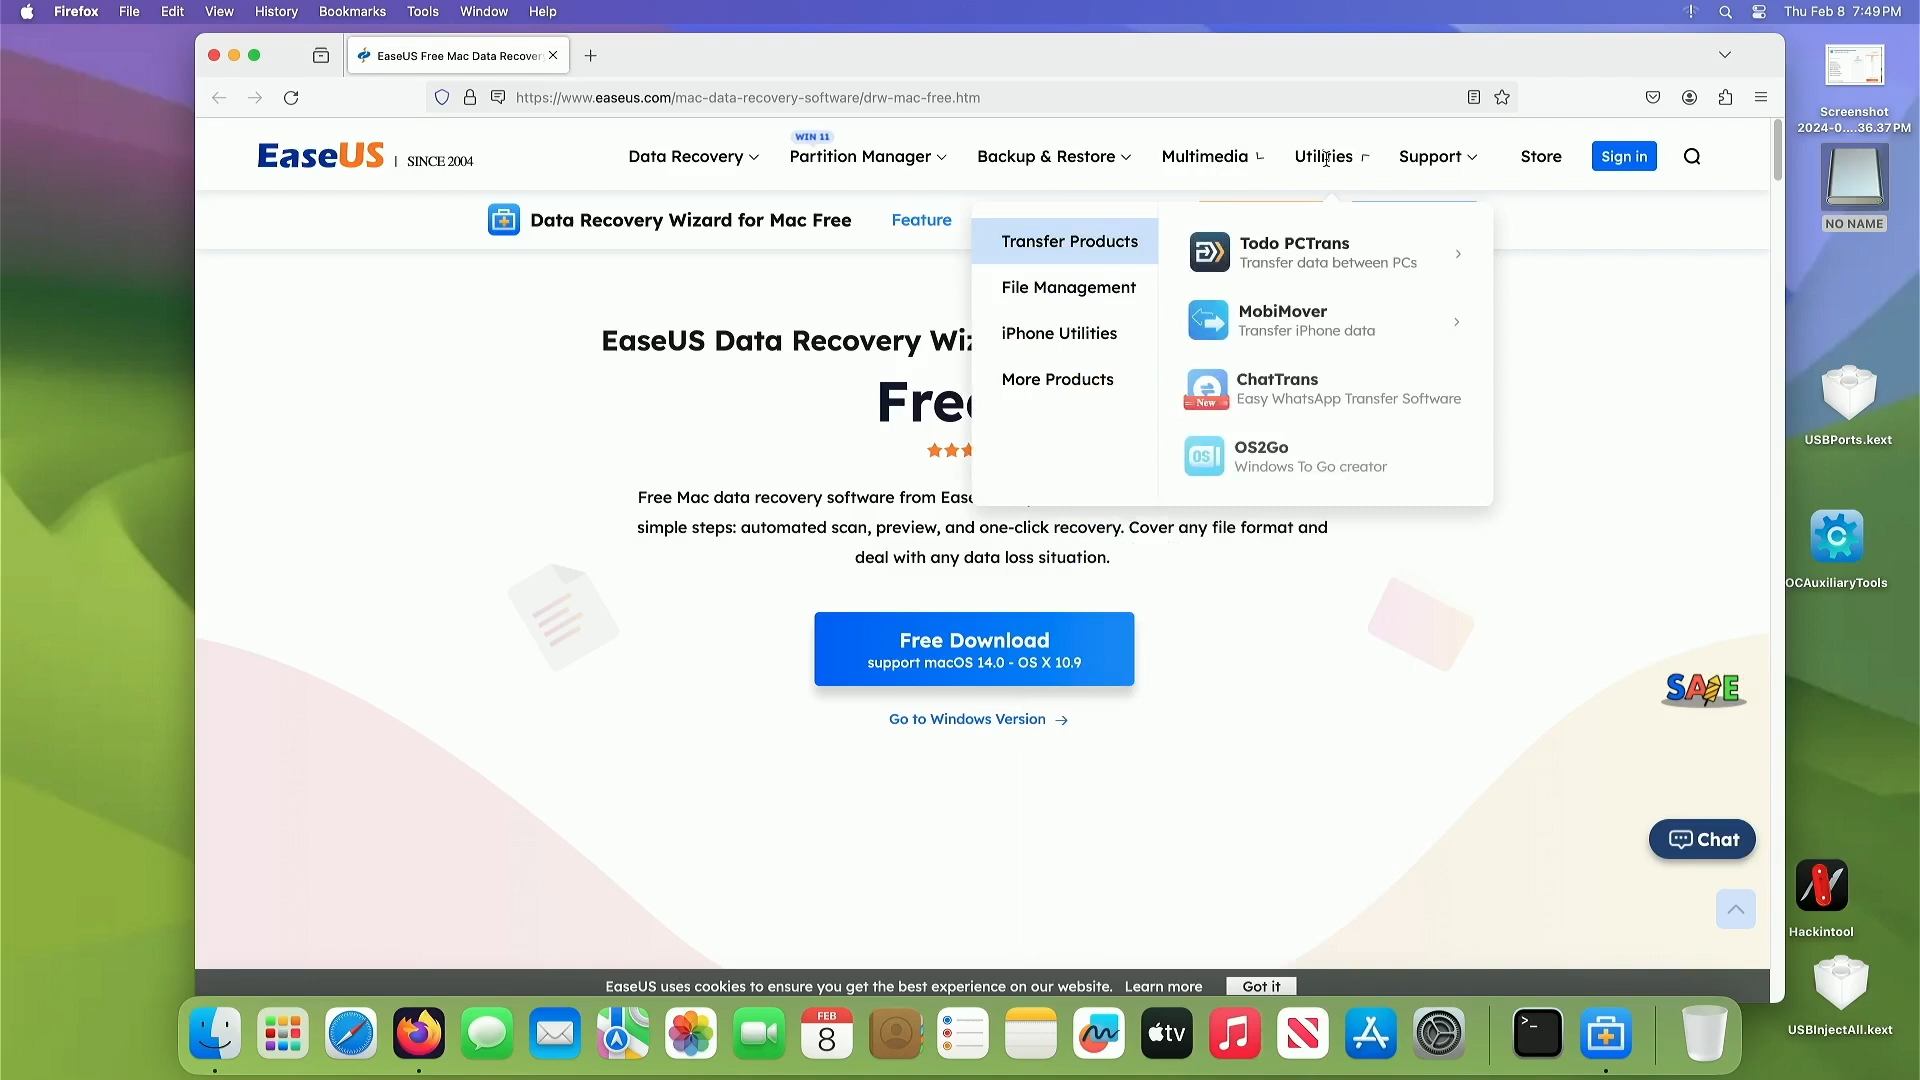 Firefox File Edit View History Bookmarks Tools Window Help
Thu Feb 8 7:49 PM
EaseUS Free Mac Data Recover
https://www.easeus.com/mac-data-recovery-software/drw-mac-free.htm
EaseUS | SINCE 2004
Data Recovery
WIN 11
Partition Manager
Backup & Restore
Multimedia
Utilities
Support
Store
Sign in
Data Recovery Wizard for Mac Free
Feature
Transfer Products
File Management
iPhone Utilities
More Products
Todo PCTrans
Transfer data between PCs
MobiMover
Transfer iPhone data
New
ChatTrans
Easy WhatsApp Transfer Software
OS
OS2Go
Windows To Go creator
EaseUS Data Recovery Wiz
Free
Free Mac data recovery software from Ease
simple steps: automated scan, preview, and one-click recovery. Cover any file format and
deal with any data loss situation.
Free Download
support macOS 14.0 - OS X 10.9
Go to Windows Version →
SALE
Chat
EaseUS uses cookies to ensure you get the best experience on our website. Learn more
Got it
Screenshot
2024-0....36.37 PM
NO NAME
USBPorts.kext
C
OCAuxiliaryTools
Hackintool
USBInjectAll.kext
FEB
8
tv
>_